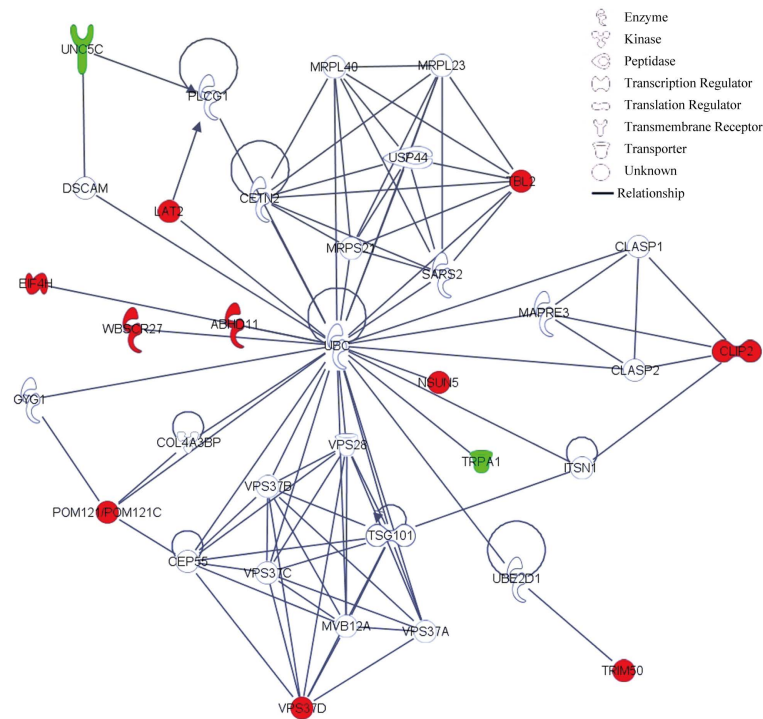 Enzyme
Kinase
Peptidase
Transcription Regulator
Translation Regulator
Transmembrane Receptor
Transporter
Unknown
Relationship
UNC5C
PLCG1
MRPL40
MRPL23
USP44
TBL2
DSCAM
LAT2
CETN2
MRPS21
SARS2
CLASP1
EIF4H
WBSCR27
ABHD11
UBC
MAPRE3
CLIP2
CLASP2
NSUN5
GYG1
COL4A3BP
VPS28
TRPA1
ITSN1
VPS37B
POM121/POM121C
TSG101
CEP55
VPS37C
UBE2D1
MVB12A
VPS37A
TRIM50
VPS37D